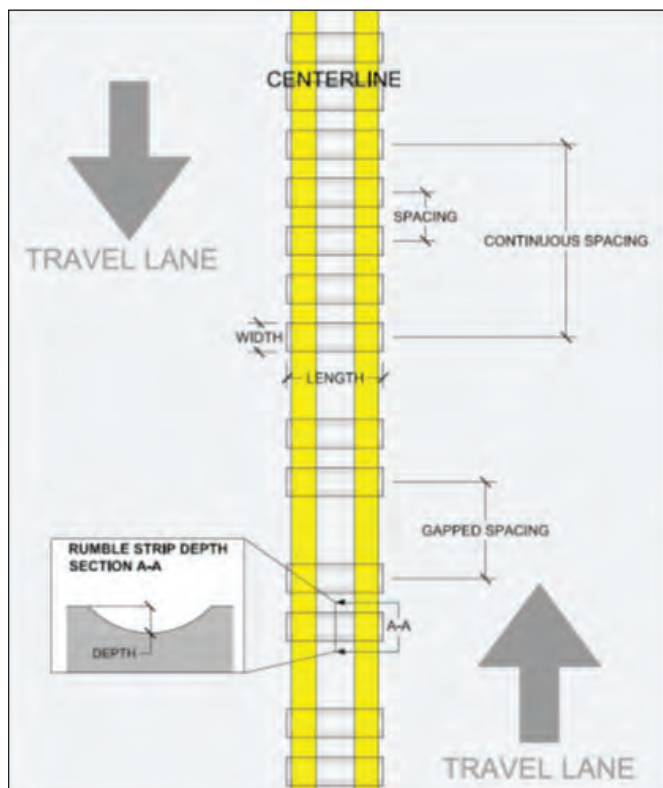 CENTERLINE
TRAVEL LANE
SPACING
CONTINUOUS SPACING
WIDTH
LENGTH
GAPPED SPACING
RUMBLE STRIP DEPTH
SECTION A-A
A-A
DEPTH
TRAVEL LANE